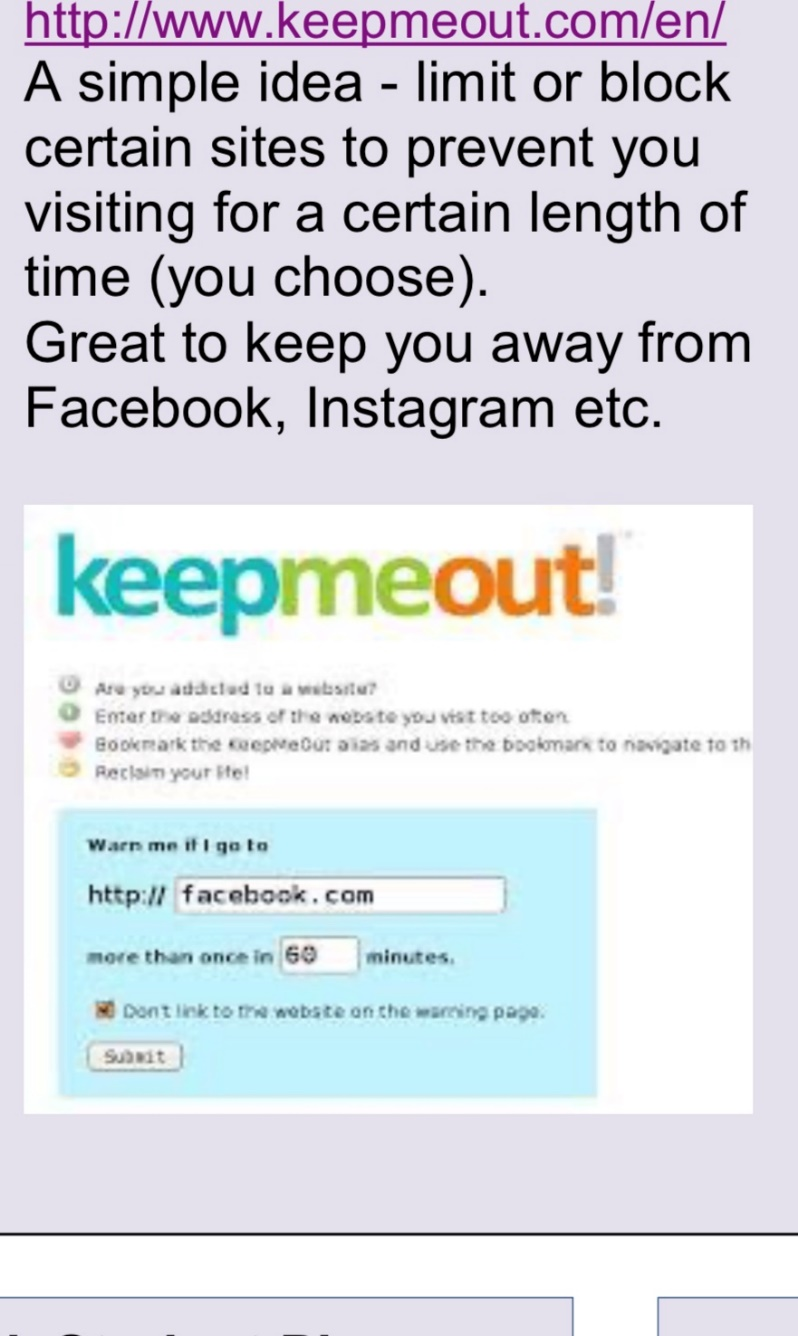 http://www.keepmeout.com/en/
A simple idea - limit or block
certain sites to prevent you
visiting for a certain length of
time (you choose).
Great to keep you away from
Facebook, Instagram etc.
keepmeout!
Are you addicted to a website?
Enter the address of the website you visit too often.
Bookmark the KeepMeOut alias and use the bookmark to navigate to th
Reclaim your life!
Warn me if I go to
http:// facebook.com
more than once in 60 minutes.
Don't link to the website on the warning page.
Submit